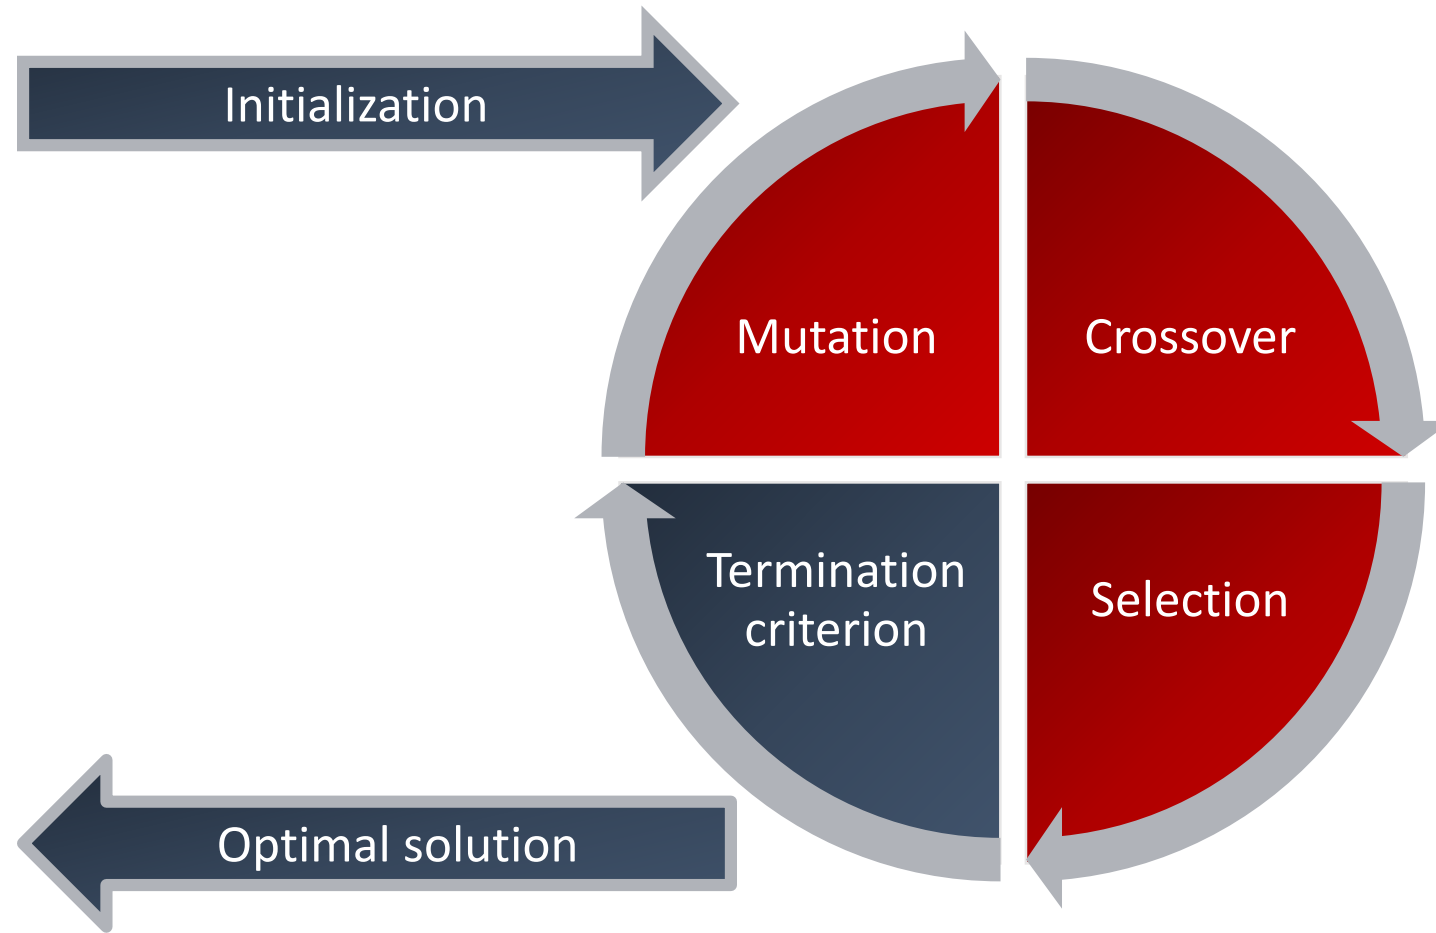 Initialization
Mutation
Crossover
Termination
criterion
Selection
Optimal solution